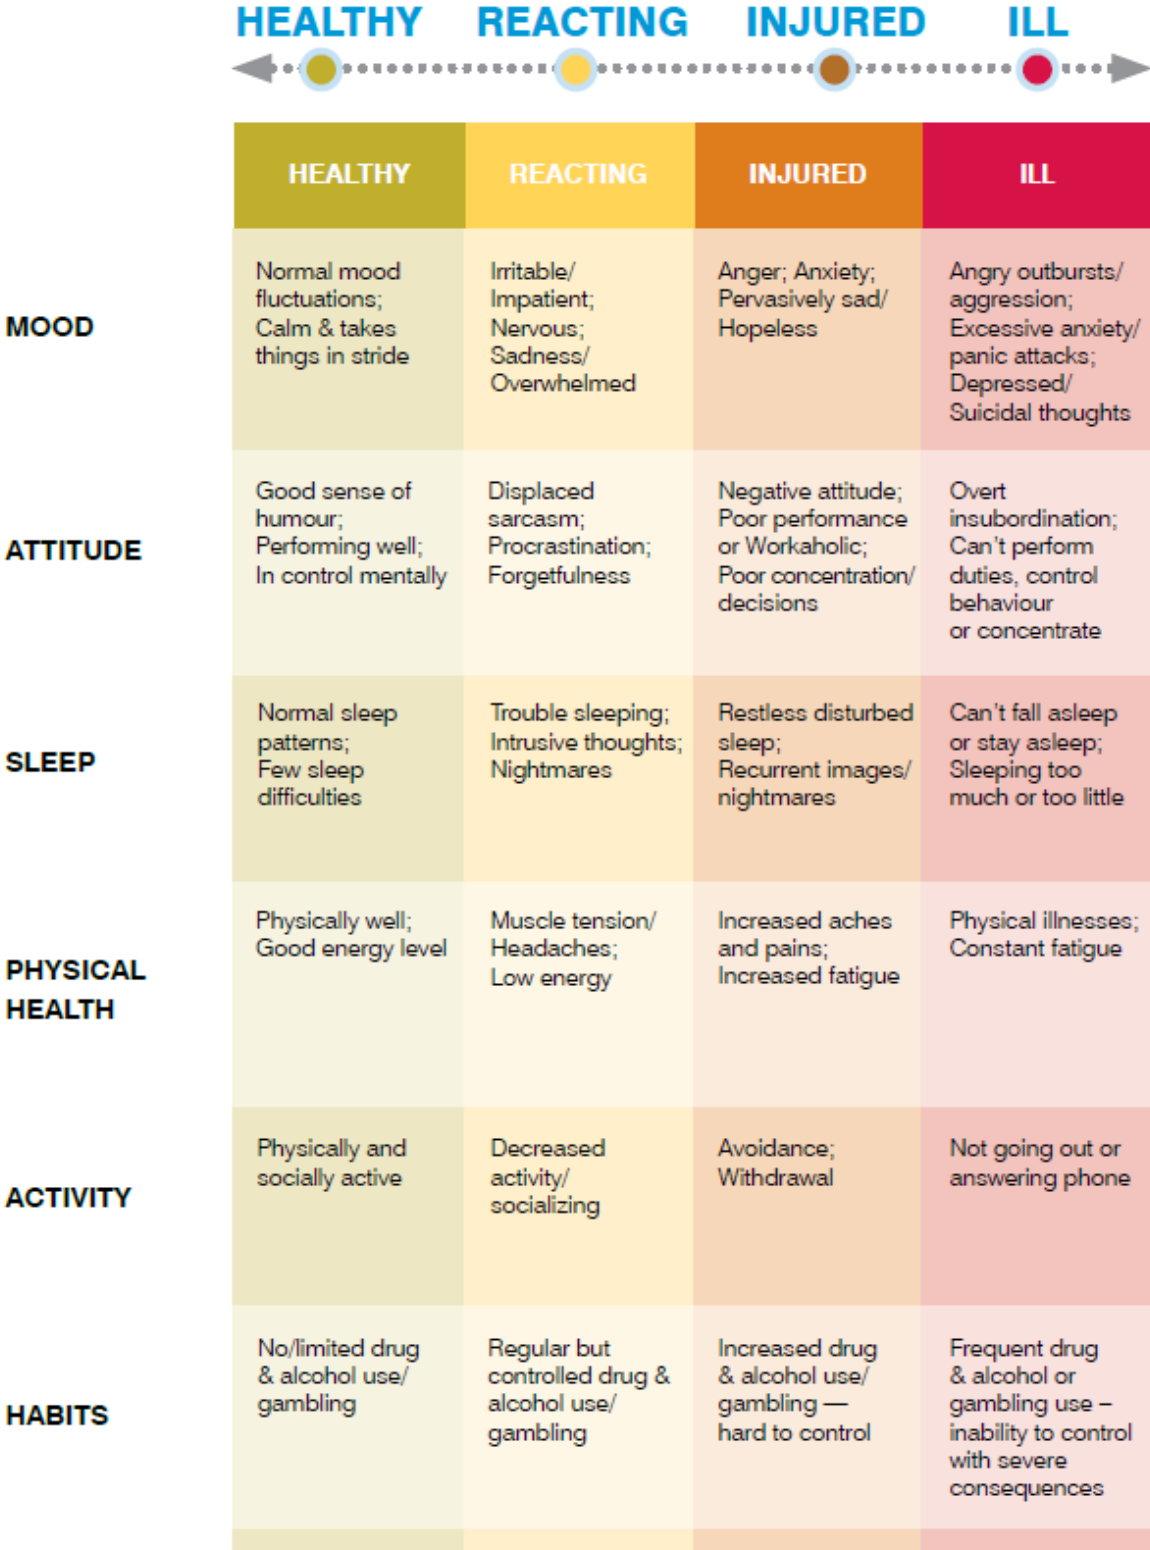 HEALTHY REACTING INJURED ILL
HEALTHY REACTING INJURED ILL
MOOD
Normal mood
fluctuations;
Calm & takes
things in stride
Irritable/
Impatient;
Nervous;
Sadness/
Overwhelmed
Anger; Anxiety;
Pervasively sad/
Hopeless
Angry outbursts/
aggression;
Excessive anxiety/
panic attacks;
Depressed/
Suicidal thoughts
ATTITUDE
Good sense of
humour;
Performing well;
In control mentally
Displaced
sarcasm;
Procrastination;
Forgetfulness
Negative attitude;
Poor performance
or Workaholic;
Poor concentration/
decisions
Overt
insubordination;
Can't perform
duties, control
behaviour
or concentrate
SLEEP
Normal sleep
patterns;
Few sleep
difficulties
Trouble sleeping;
Intrusive thoughts;
Nightmares
Restless disturbed
sleep;
Recurrent images/
nightmares
Can't fall asleep
or stay asleep;
Sleeping too
much or too little
PHYSICAL
HEALTH
Physically well;
Good energy level
Muscle tension/
Headaches;
Low energy
Increased aches
and pains;
Increased fatigue
Physical illnesses;
Constant fatigue
ACTIVITY
Physically and
socially active
Decreased
activity/
socializing
Avoidance;
Withdrawal
Not going out or
answering phone
HABITS
No/limited drug
& alcohol use/
gambling
Regular but
controlled drug &
alcohol use/
gambling
Increased drug
& alcohol use/
gambling —
hard to control
Frequent drug
& alcohol or
gambling use –
inability to control
with severe
consequences